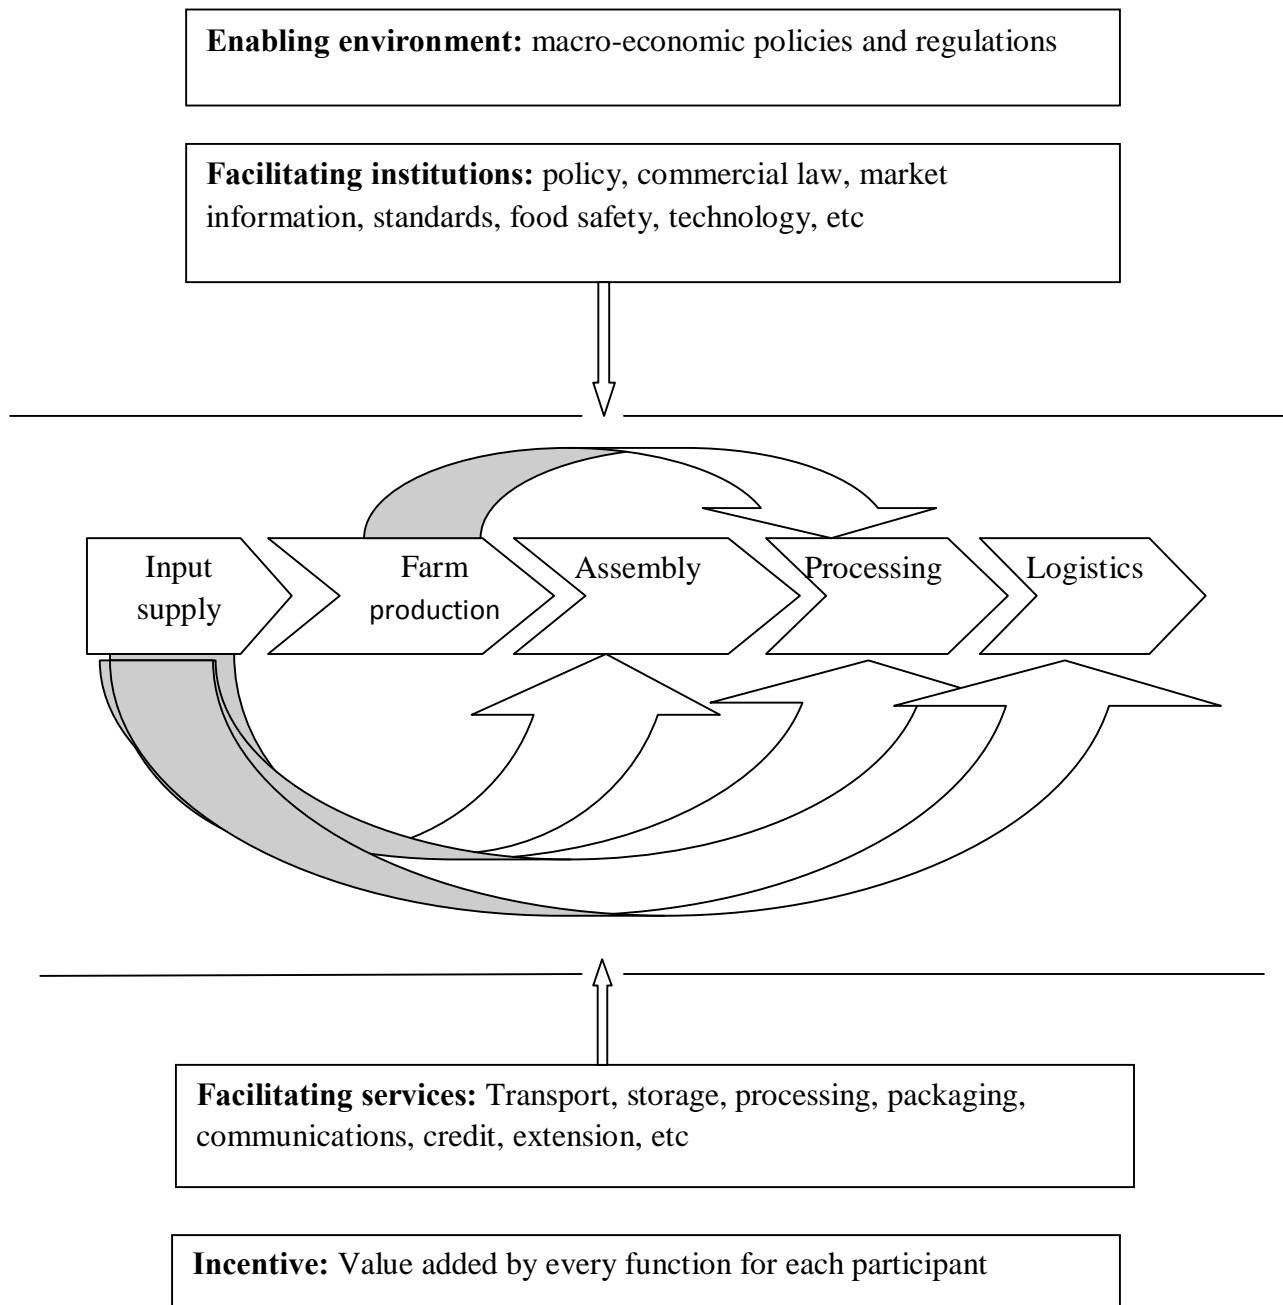 Enabling environment: macro-economic policies and regulations
Facilitating institutions: policy, commercial law, market
information, standards, food safety, technology, etc
Input
supply
Farm
production
Assembly
Processing
Logistics
Facilitating services: Transport, storage, processing, packaging,
communications, credit, extension, etc
Incentive: Value added by every function for each participant